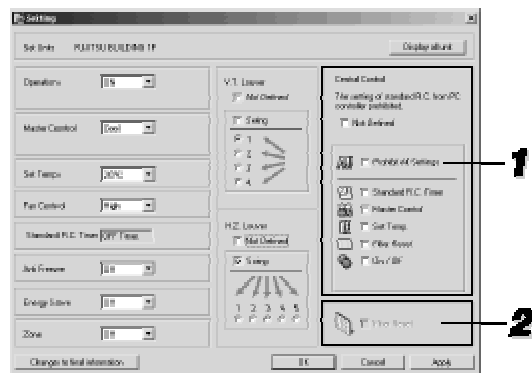 Setting
Set Units FUJITSU BUILDING 1F
Display all unit
Operation
ON
Master Control
Cool
Set Temp.
Fan Control
High
Standard R.C. Timer
OFF Timer
Anti Freeze
Off
Energy Save
Off
Zone
Off
V.T. Louver
Not Defined
Swing
1
2
3
4
H.Z. Louver
Not Defined
Swing
1 2 3 4 5
Central Control
The setting of standard R.C. from PC
controller prohibited.
Not Defined
Prohibit All Settings
Standard R.C. Timer
Master Control
Set Temp.
Filter Reset
On / Off
Filter Reset
Changes to final information
OK
Cancel
Apply
1
2